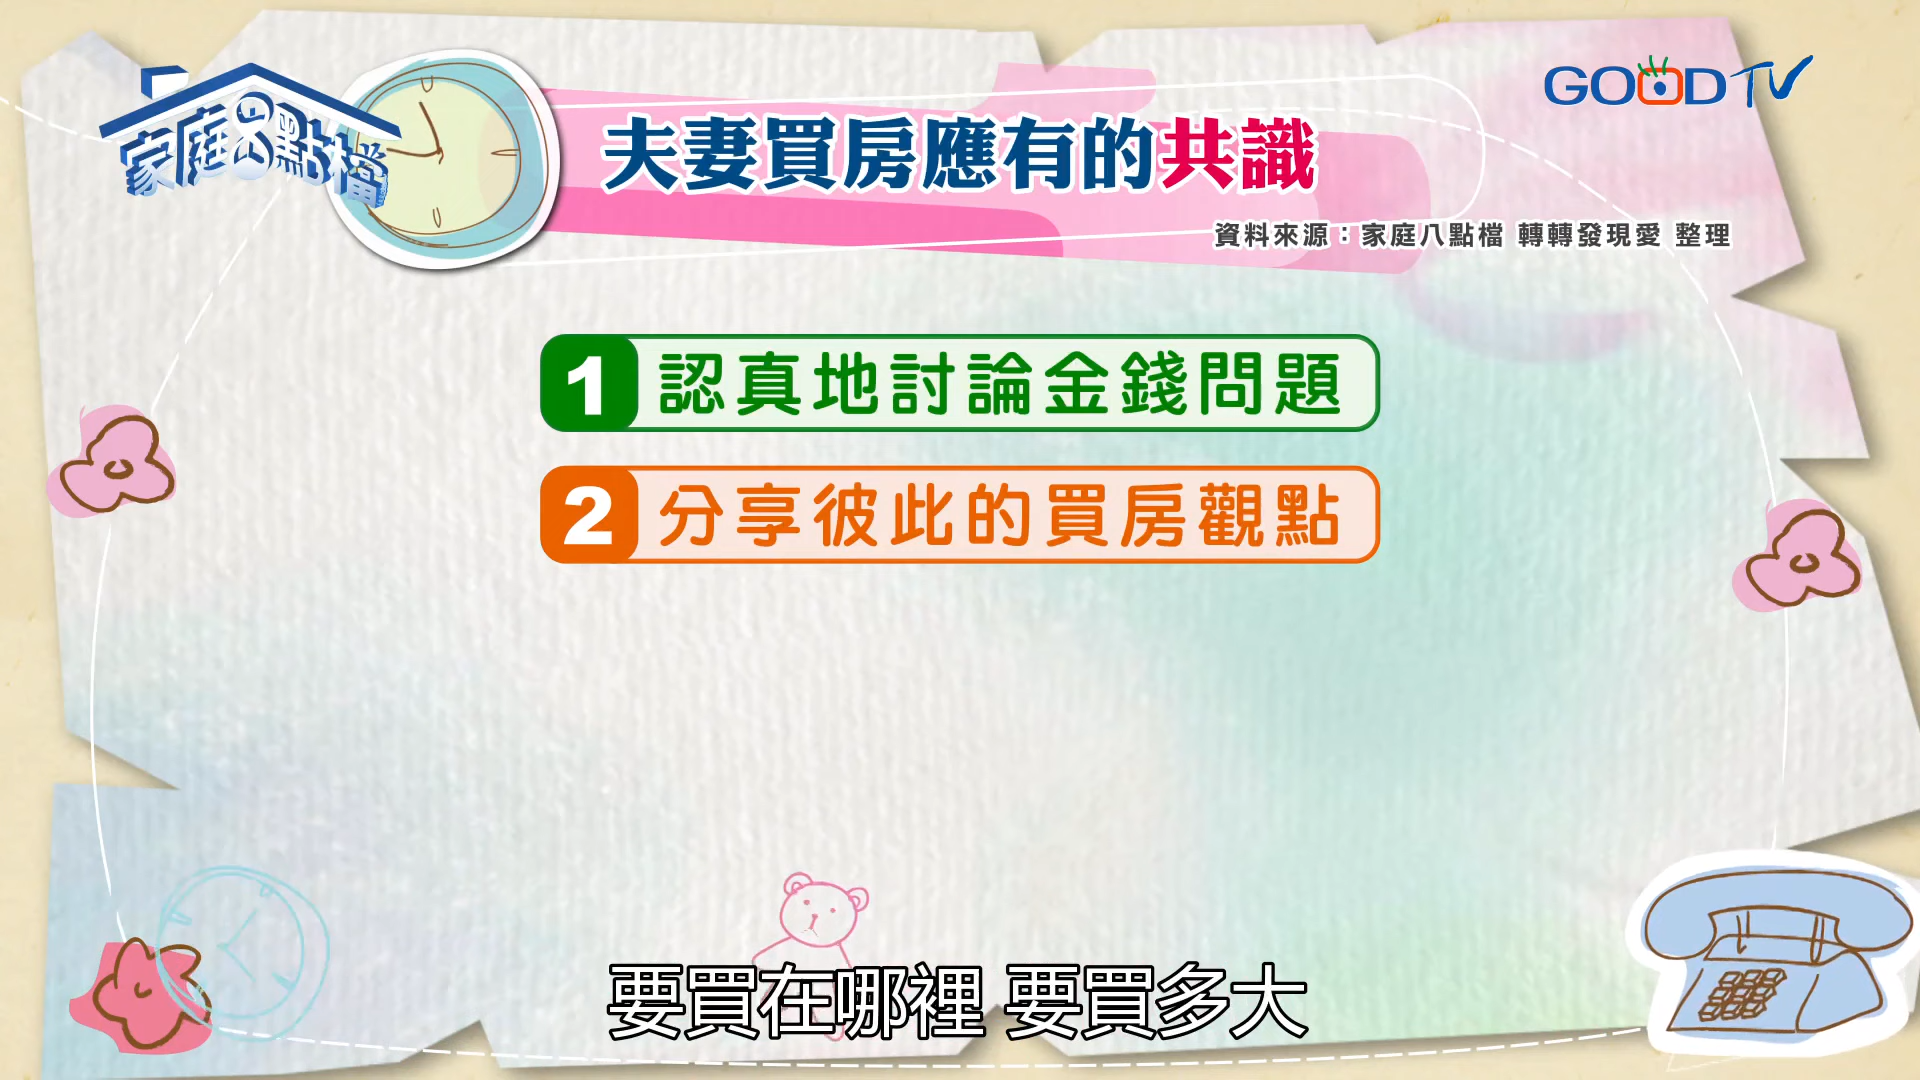 家庭8點檔
GOOD TV
夫妻買房應有的共識
資料來源：家庭八點檔 轉轉發現愛 整理
1 認真地討論金錢問題
2 分享彼此的買房觀點
要買在哪裡 要買多大